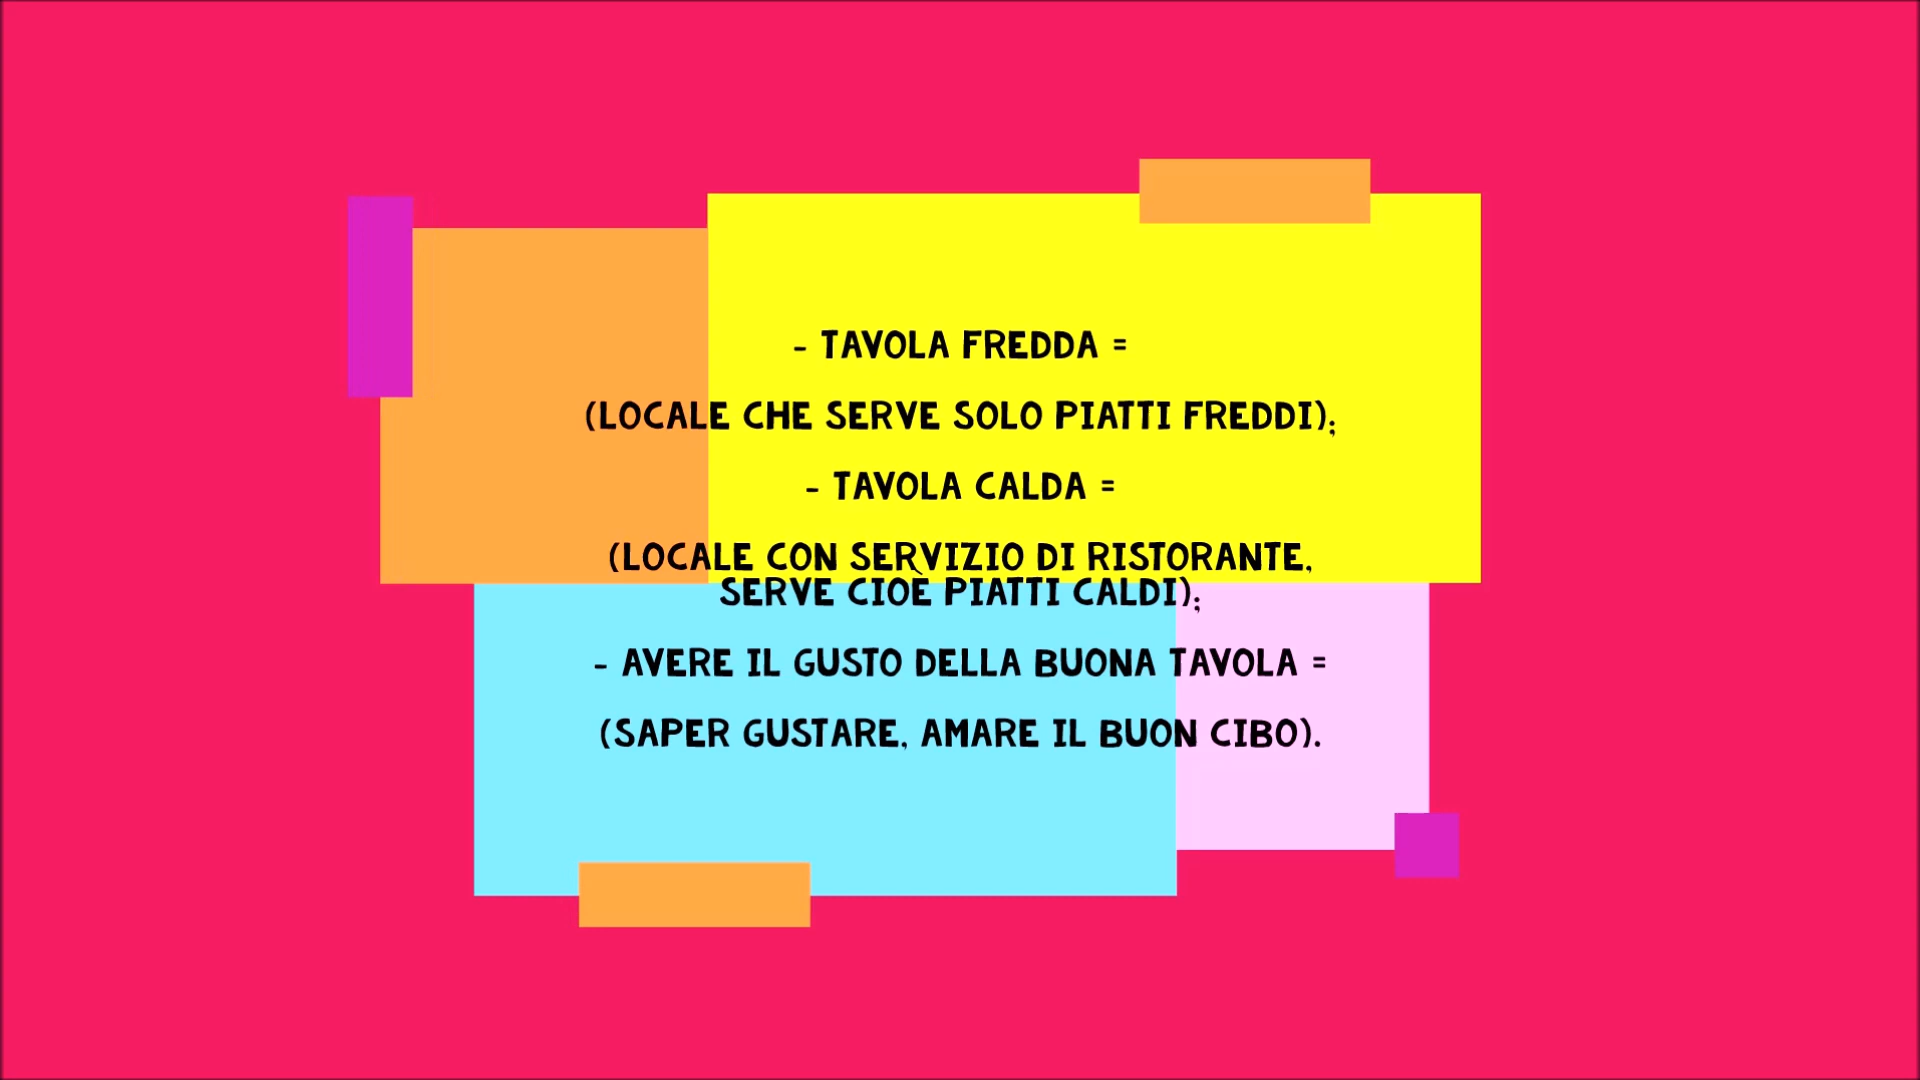 - TAVOLA FREDDA =
(LOCALE CHE SERVE SOLO PIATTI FREDDI);
- TAVOLA CALDA =
(LOCALE CON SERVIZIO DI RISTORANTE,
SERVE CIOÈ PIATTI CALDI);
- AVERE IL GUSTO DELLA BUONA TAVOLA =
(SAPER GUSTARE, AMARE IL BUON CIBO).